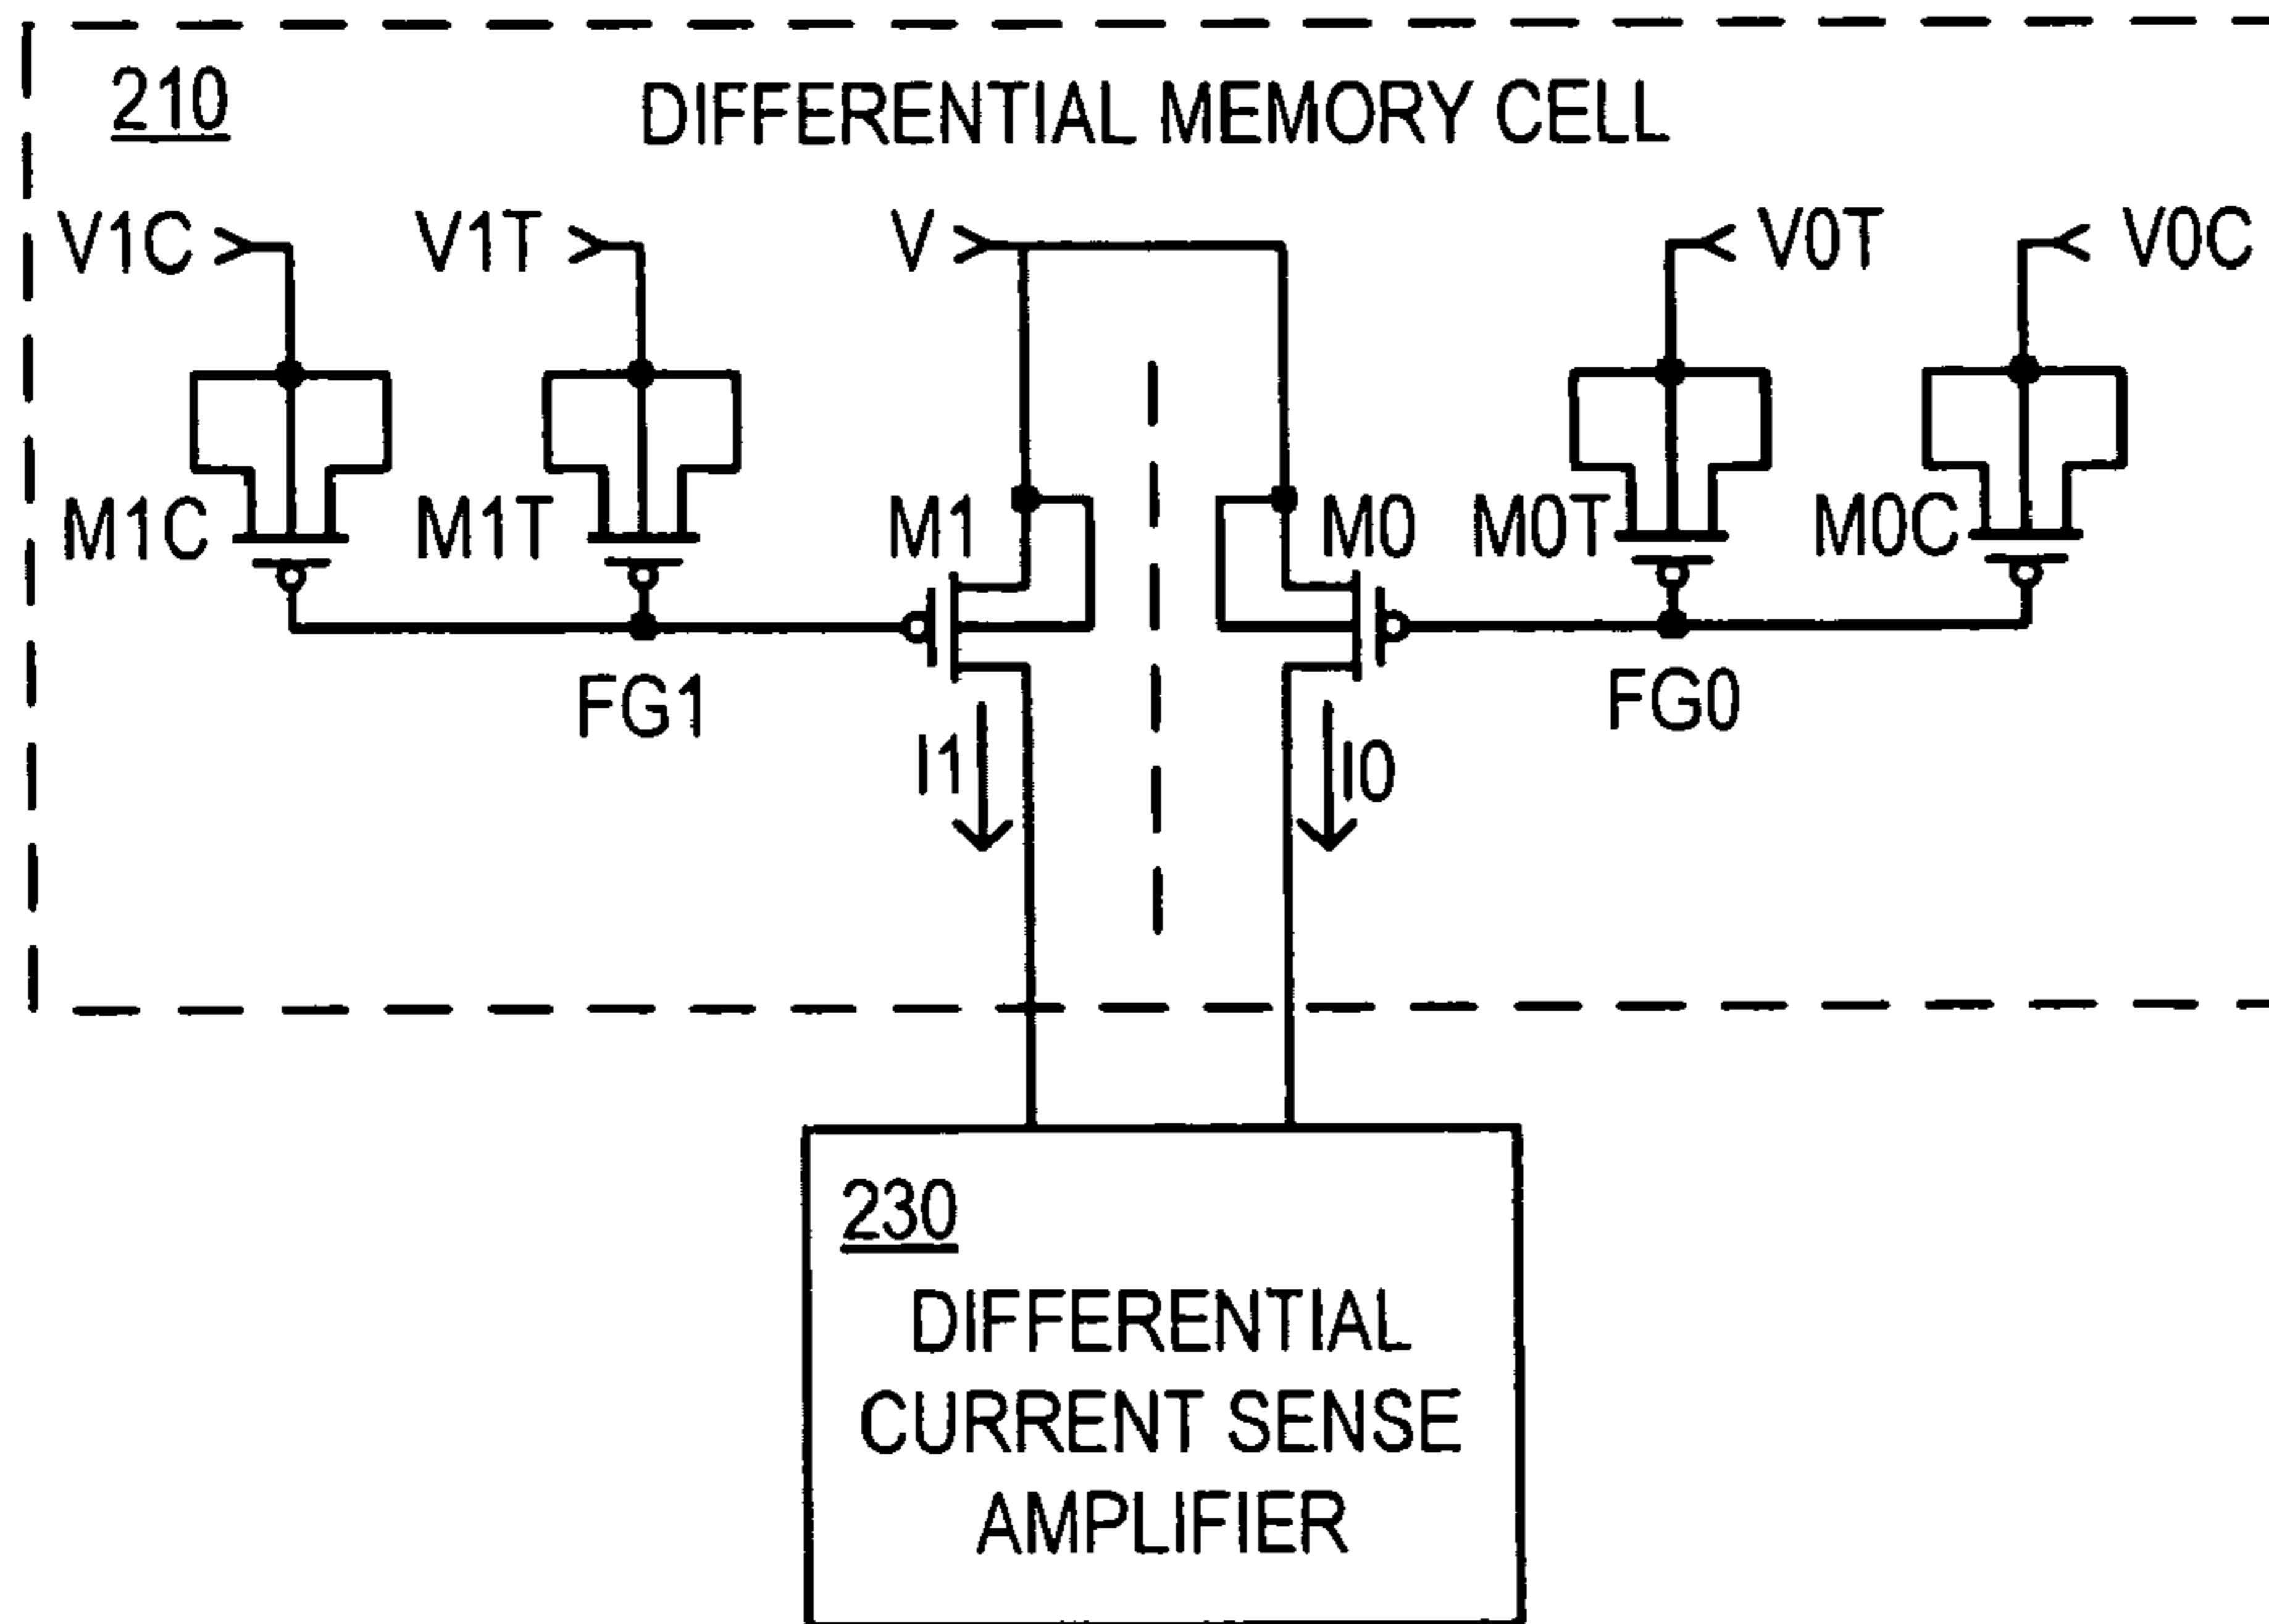 210
DIFFERENTIAL MEMORY CELL
V1C V1T V V0T V0C
M1C M1T M1 M0 M0T M0C
FG1 FG0
I1 I0
230
DIFFERENTIAL
CURRENT SENSE
AMPLIFIER